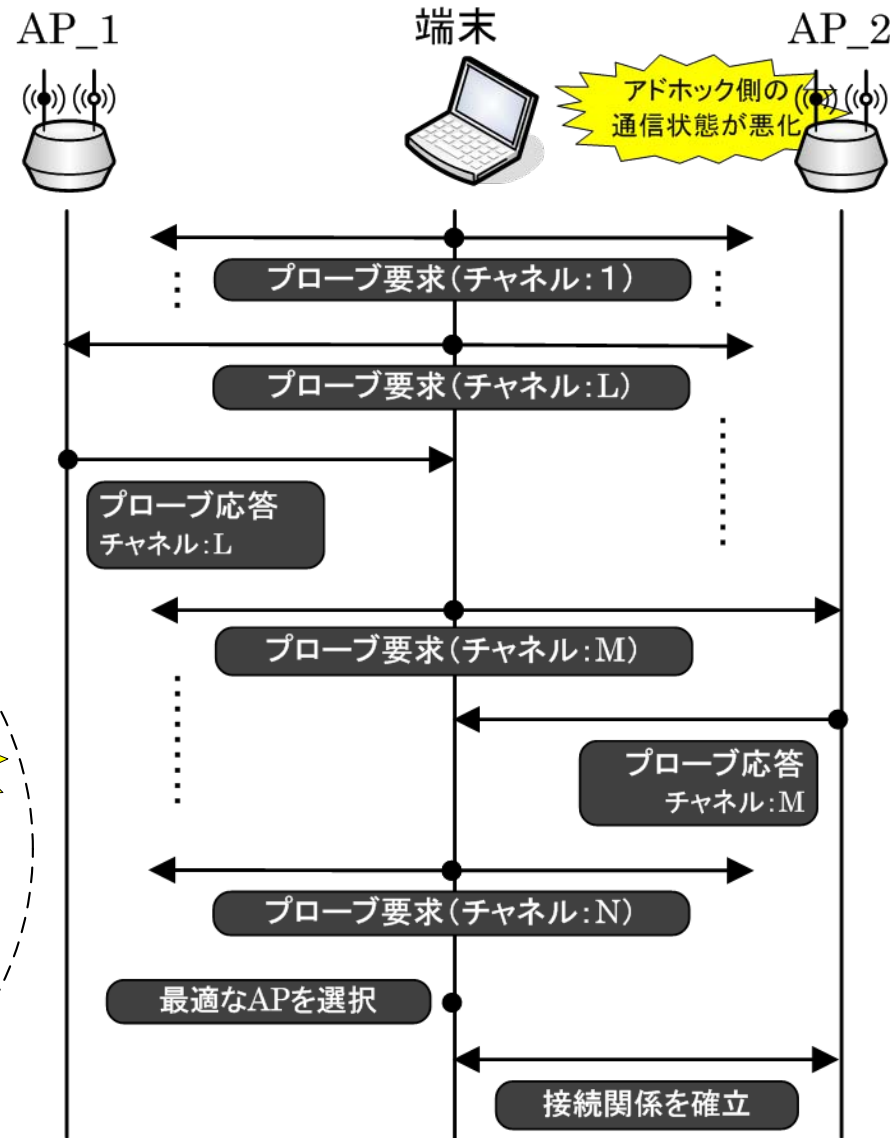 AP_1
端末
AP_2
アドホック側の
通信状態が悪化
プローブ要求(チャネル:1)
プローブ要求(チャネル:L)
プローブ応答
チャネル:L
プローブ要求(チャネル:M)
プローブ応答
チャネル:M
プローブ要求(チャネル:N)
最適なAPを選択
接続関係を確立